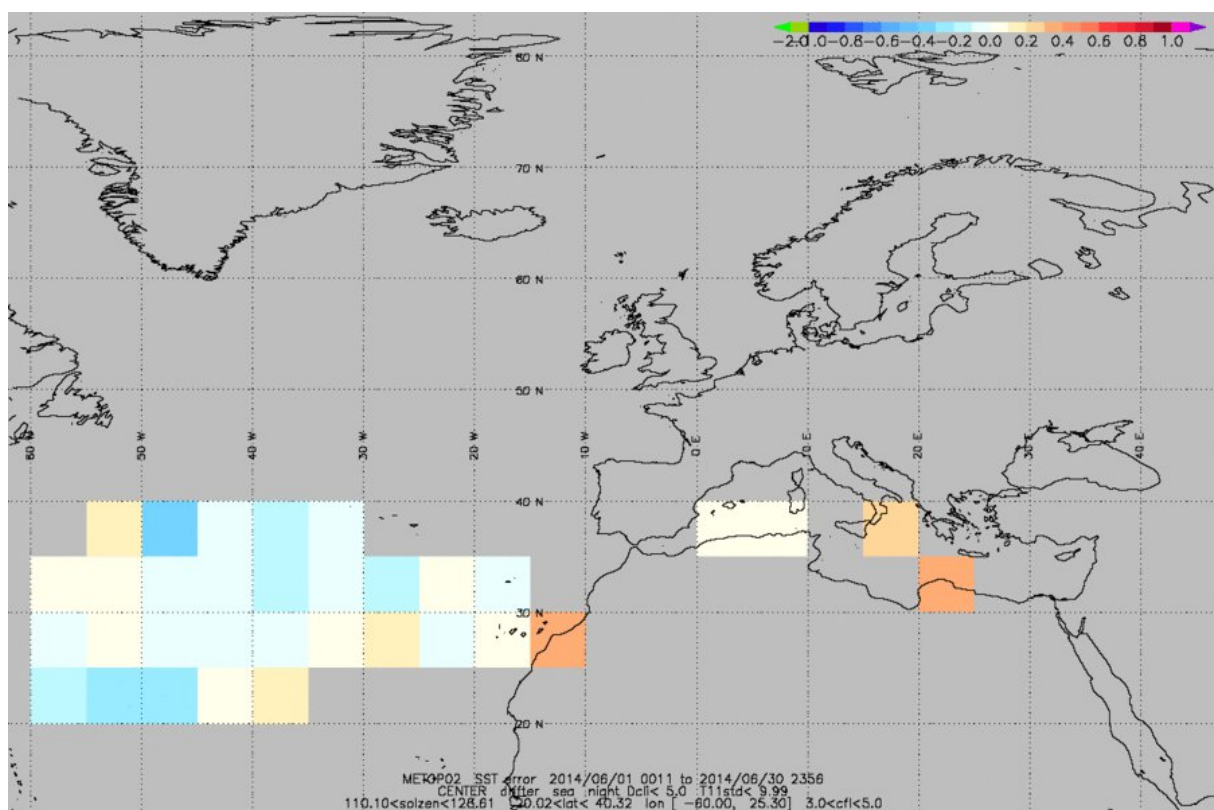 -2.0 1.0 -0.8 -0.6 -0.4 -0.2 0.0 0.2 0.4 0.6 0.8 1.0
80 N
70 N
60 N
50 N
60 W 50 W 40 W 30 W 20 W 10 W 0 E 10 E 20 E 30 E 40 E
40 N
30 N
20 N
METOP02 SST error 2014/06/01 0011 to 2014/06/30 2356
CENTER drifter sea night Dcli< 5.0 T11std< 9.99
110.10<solzen<128.61 20.02<lat< 40.32 lon [ -60.00, 25.30] 3.0<cfl<5.0